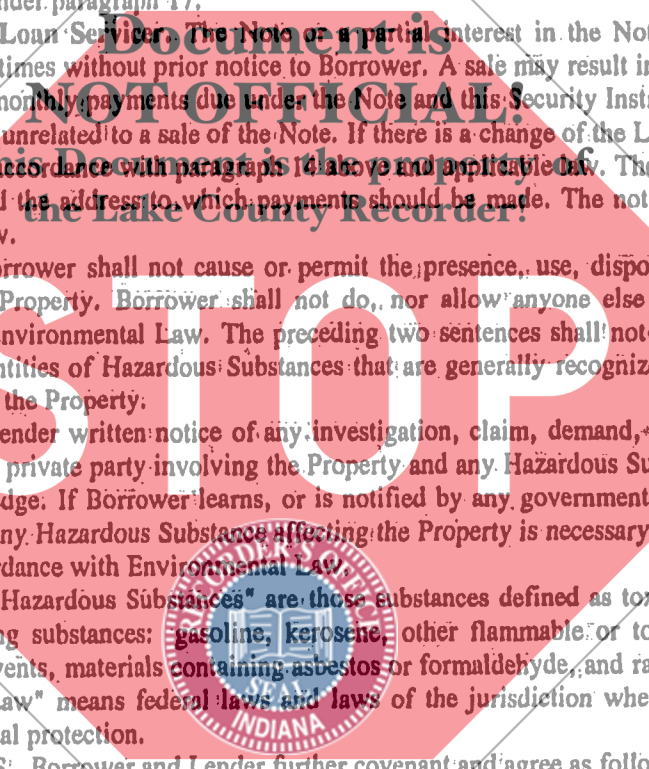 nder paragraph 17.
Loan Servicer. The Note or a partial interest in the Not
times without prior notice to Borrower. A sale may result in
monthly payments due under the Note and this Security Inst
unrelated to a sale of the Note. If there is a change of the L
accordance with paragraph 14 above and applicable law. The
the address to which payments should be made. The not
w.
orrower shall not cause or permit the presence, use, dispo
Property. Borrower shall not do, nor allow anyone else
nvironmental Law. The preceding two sentences shall not
ntities of Hazardous Substances that are generally recogniz
the Property.
ender written notice of any investigation, claim, demand,
private party involving the Property and any Hazardous Su
dge. If Borrower learns, or is notified by any government
ny Hazardous Substance affecting the Property is necessary
rdance with Environmental Law.
Hazardous Substances" are those substances defined as tox
ng substances: gasoline, kerosene, other flammable or to
vents, materials containing asbestos or formaldehyde, and ra
aw" means federal laws and laws of the jurisdiction whe
al protection.
S. Borrower and Lender further covenant and agree as follo
Document is
NOT OFFICIAL!
is Document is the property of
the Lake County Recorder!
STOP
RECORDER'S OFFICE
SEAL
INDIANA